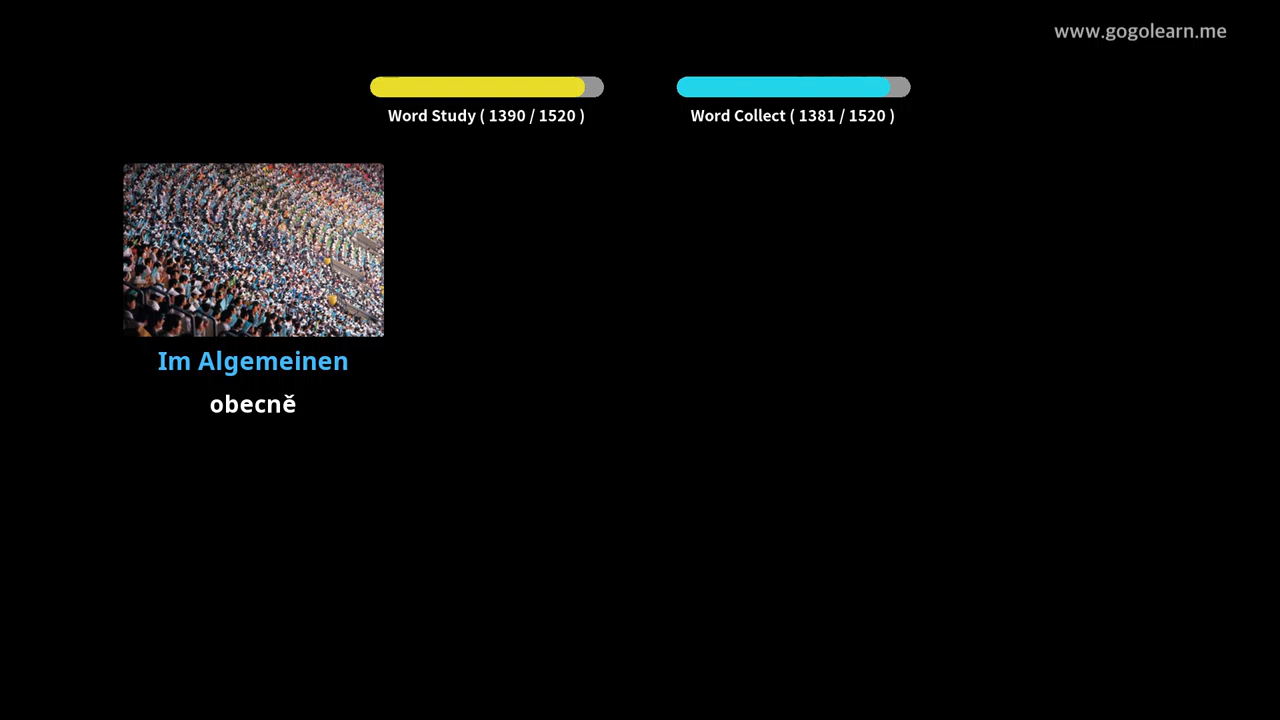 www.gogolearn.me
Word Study ( 1390 / 1520 )
Word Collect ( 1381 / 1520 )
Im Algemeinen
obecně